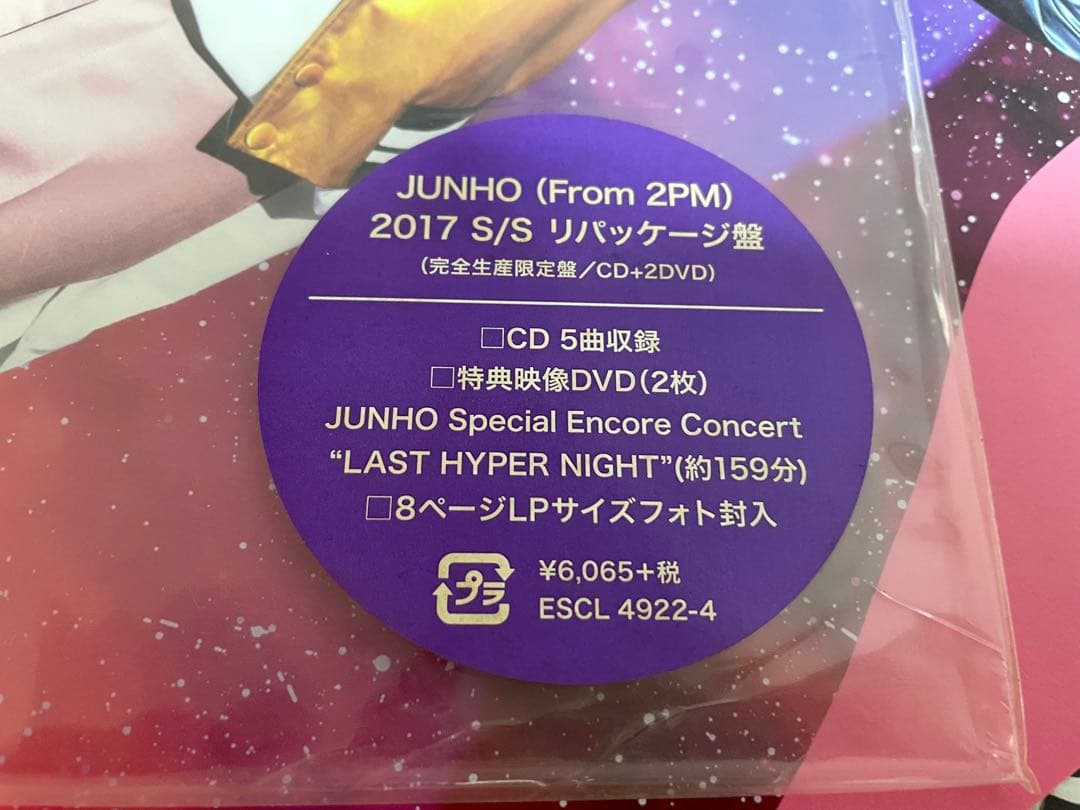 JUNHO (From 2PM)
2017 S/S リパッケージ盤
(完全生産限定盤/CD+2DVD)
□CD 5曲収録
□特典映像DVD(2枚)
JUNHO Special Encore Concert
“LAST HYPER NIGHT”(約159分)
□8ページLPサイズフォト封入
プラ
¥6,065+税
ESCL 4922-4